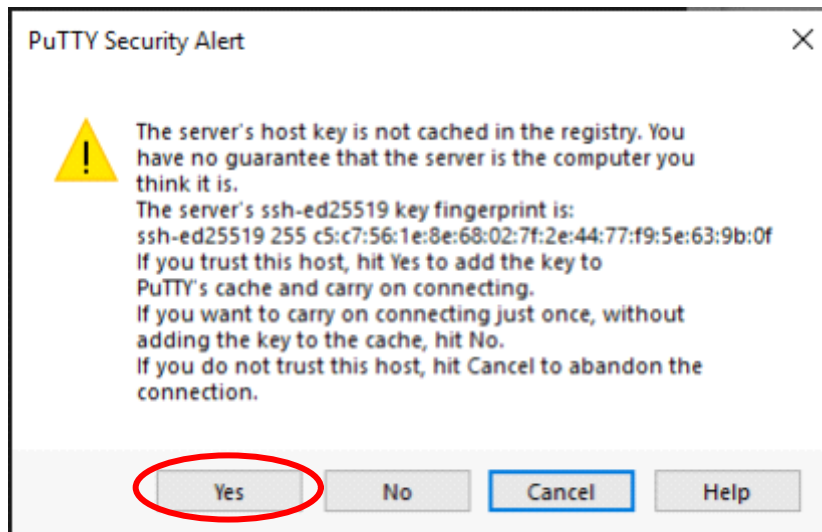 PuTTY Security Alert
The server's host key is not cached in the registry. You
have no guarantee that the server is the computer you
think it is.
The server's ssh-ed25519 key fingerprint is:
ssh-ed25519 255 c5:c7:56:1e:8e:68:02:7f:2e:44:77:f9:5e:63:9b:0f
If you trust this host, hit Yes to add the key to
PuTTY's cache and carry on connecting.
If you want to carry on connecting just once, without
adding the key to the cache, hit No.
If you do not trust this host, hit Cancel to abandon the
connection.
Yes No Cancel Help